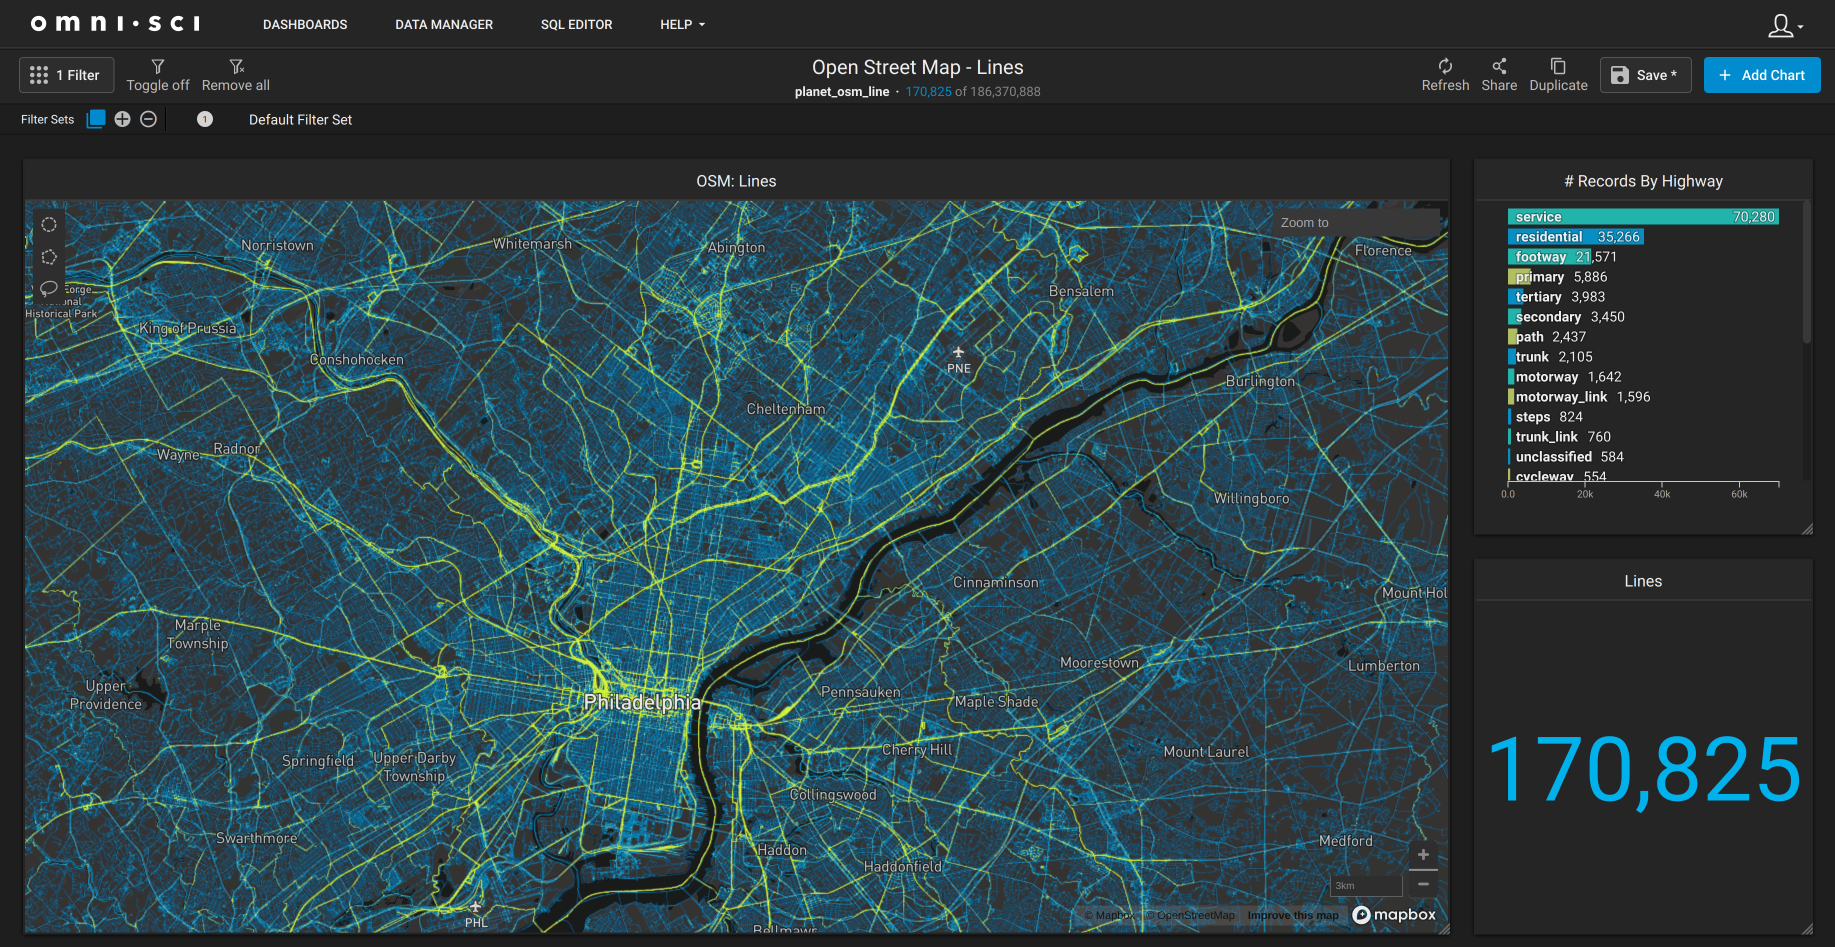 omni·sci
DASHBOARDS
DATA MANAGER
SQL EDITOR
HELP
1 Filter
Toggle off
Remove all
Open Street Map - Lines
planet_osm_line · 170,825 of 186,370,888
Refresh
Share
Duplicate
Save *
+ Add Chart
Filter Sets
1
Default Filter Set
OSM: Lines
Zoom to
Norristown
Whitemarsh
Abington
Florence
Bensalem
Historical Park
King of Prussia
Conshohocken
PNE
Burlington
Cheltenham
Wayne
Radnor
Willingboro
Cinnaminson
Mount Hol
Marple
Township
Moorestown
Lumberton
Upper
Providence
Philadelphia
Pennsauken
Maple Shade
Cherry Hill
Mount Laurel
Springfield
Upper Darby
Township
Collingswood
Swarthmore
Haddon
Haddonfield
Medford
PHL
Bellmawr
3km
© Mapbox © OpenStreetMap Improve this map
mapbox
# Records By Highway
service 70,280
residential 35,266
footway 21,571
primary 5,886
tertiary 3,983
secondary 3,450
path 2,437
trunk 2,105
motorway 1,642
motorway_link 1,596
steps 824
trunk_link 760
unclassified 584
cycleway 554
0.0 20k 40k 60k
Lines
170,825